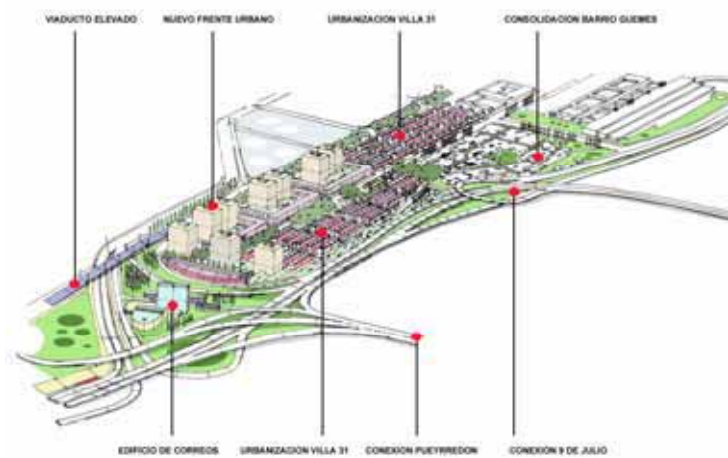 VIADUCTO ELEVADO NUEVO FRENTE URBANO URBANIZACION VILLA 31 CONSOLIDACION BARRIO GUEMES
EDIFICIO DE CORREOS URBANIZACION VILLA 31 CONEXION PUEYRREDON CONEXION 9 DE JULIO